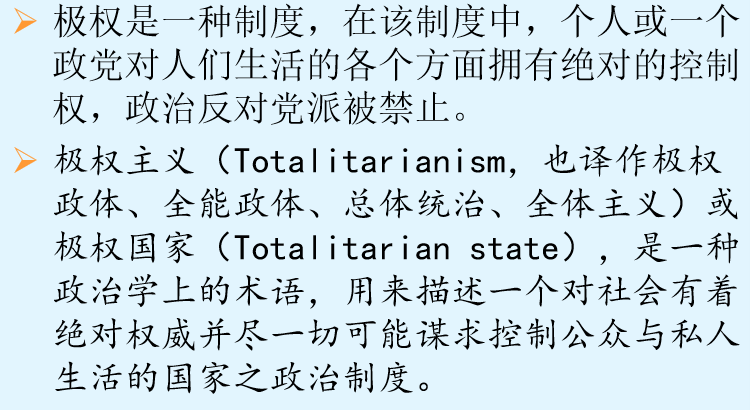 ➢ 极权是一种制度，在该制度中，个人或一个
政党对人们生活的各个方面拥有绝对的控制
权，政治反对党派被禁止。
➢ 极权主义（Totalitarianism，也译作极权
政体、全能政体、总体统治、全体主义）或
极权国家（Totalitarian state），是一种
政治学上的术语，用来描述一个对社会有着
绝对权威并尽一切可能谋求控制公众与私人
生活的国家之政治制度。